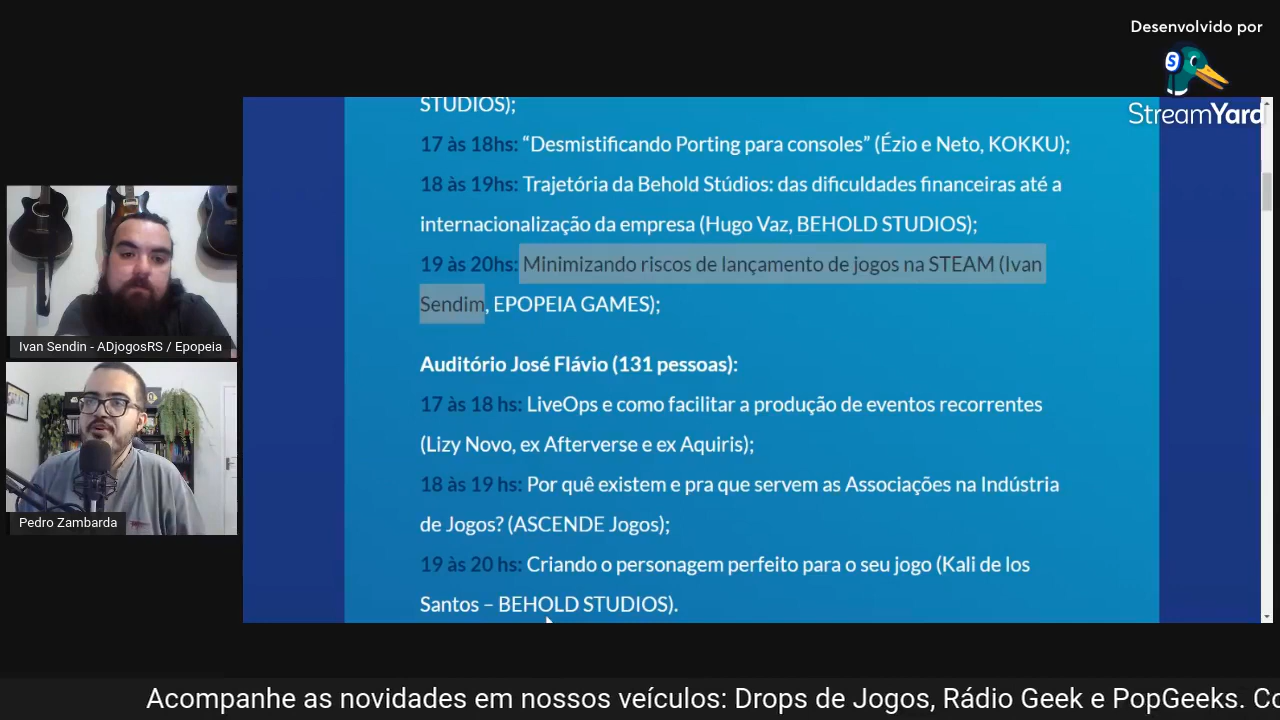 Desenvolvido por
S
StreamYard
STUDIOS);
17 às 18hs: “Desmistificando Porting para consoles” (Ézio e Neto, KOKKU);
18 às 19hs: Trajetória da Behold Stúdios: das dificuldades financeiras até a
internacionalização da empresa (Hugo Vaz, BEHOLD STUDIOS);
19 às 20hs: Minimizando riscos de lançamento de jogos na STEAM (Ivan
Sendim, EPOPEIA GAMES);
Auditório José Flávio (131 pessoas):
17 às 18 hs: LiveOps e como facilitar a produção de eventos recorrentes
(Lizy Novo, ex Afterverse e ex Aquiris);
18 às 19 hs: Por quê existem e pra que servem as Associações na Indústria
de Jogos? (ASCENDE Jogos);
19 às 20 hs: Criando o personagem perfeito para o seu jogo (Kali de los
Santos – BEHOLD STUDIOS).
Ivan Sendin - ADjogosRS / Epopeia
Pedro Zambarda
Acompanhe as novidades em nossos veículos: Drops de Jogos, Rádio Geek e PopGeeks. Co